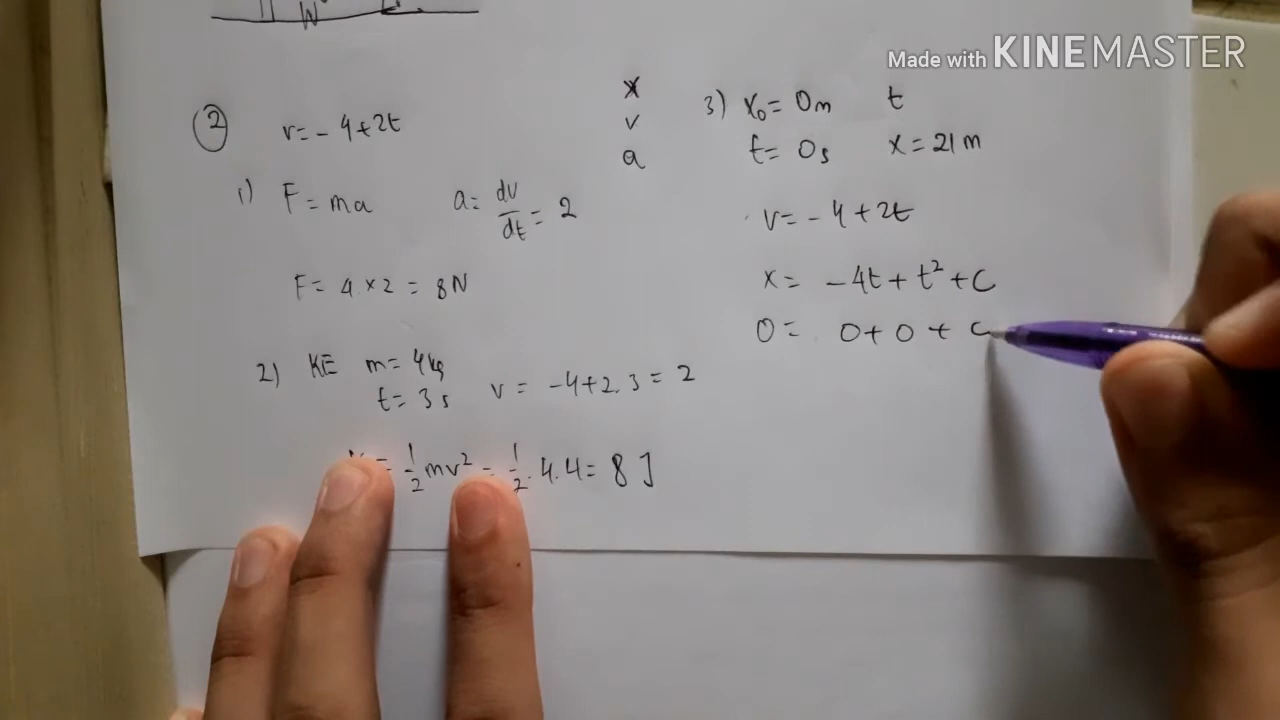 W
Made with KINEMASTER
② v= - 4+2t
1) F = ma a= dv/dt = 2
F= 4 × 2 = 8N
2) KE m= 4kg
t= 3s v = -4+2.3 = 2
= 1/2 mv² = 1/2 . 4.4= 8 J
x
v
a
3) x₀= 0m t
t= 0s x=21m
v= - 4+2t
x= -4t+t²+C
0= 0+0+C